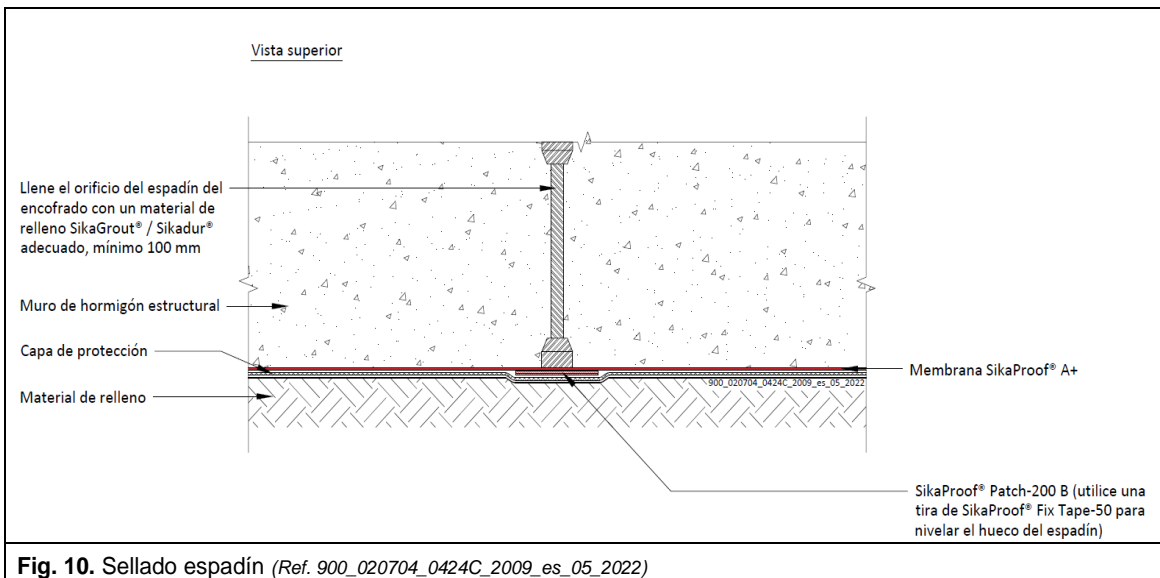 Vista superior
Llene el orificio del espadín del
encofrado con un material de
relleno SikaGrout® / Sikadur®
adecuado, mínimo 100 mm
Muro de hormigón estructural
Capa de protección
Material de relleno
Membrana SikaProof® A+
900_020704_0424C_2009_es_05_2022
SikaProof® Patch-200 B (utilice una
tira de SikaProof® Fix Tape-50 para
nivelar el hueco del espadín)
Fig. 10. Sellado espadín (Ref. 900_020704_0424C_2009_es_05_2022)